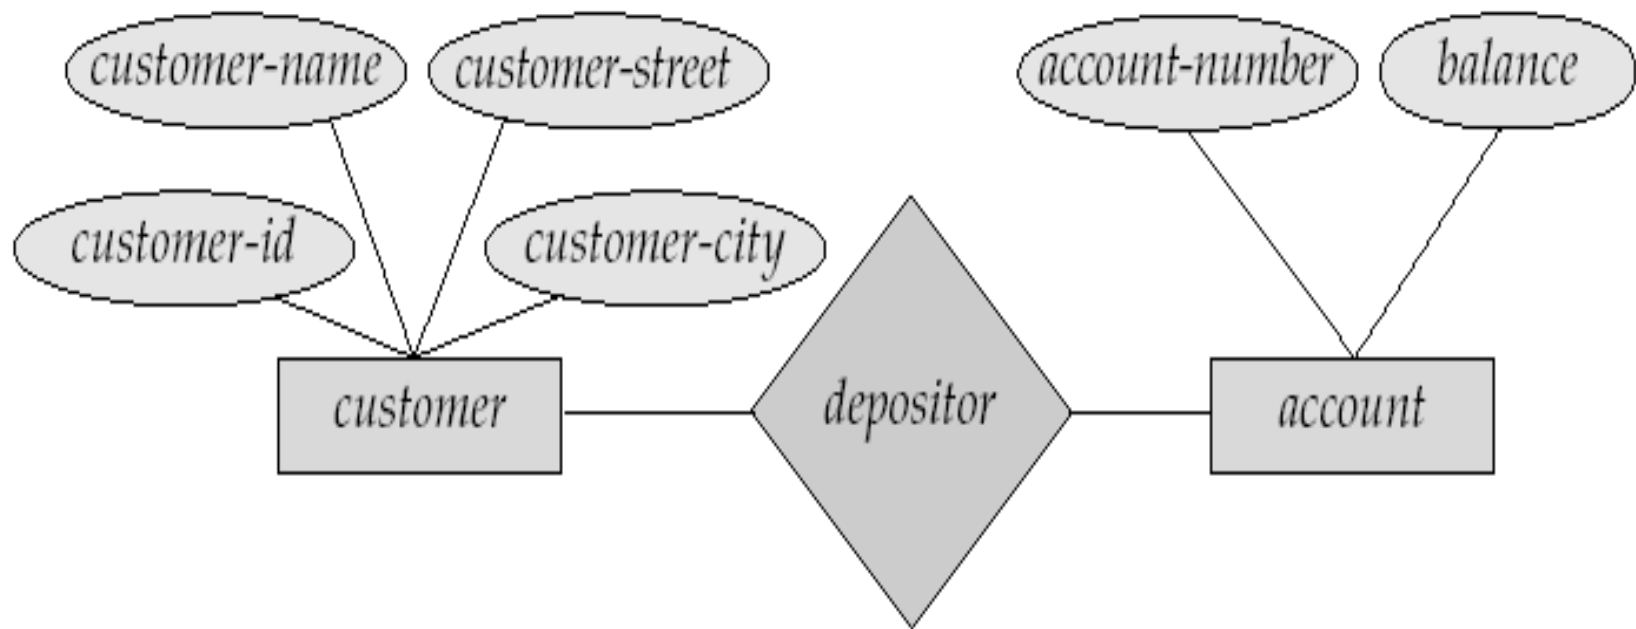 customer-name
customer-street
account-number
balance
customer-id
customer-city
customer
depositor
account